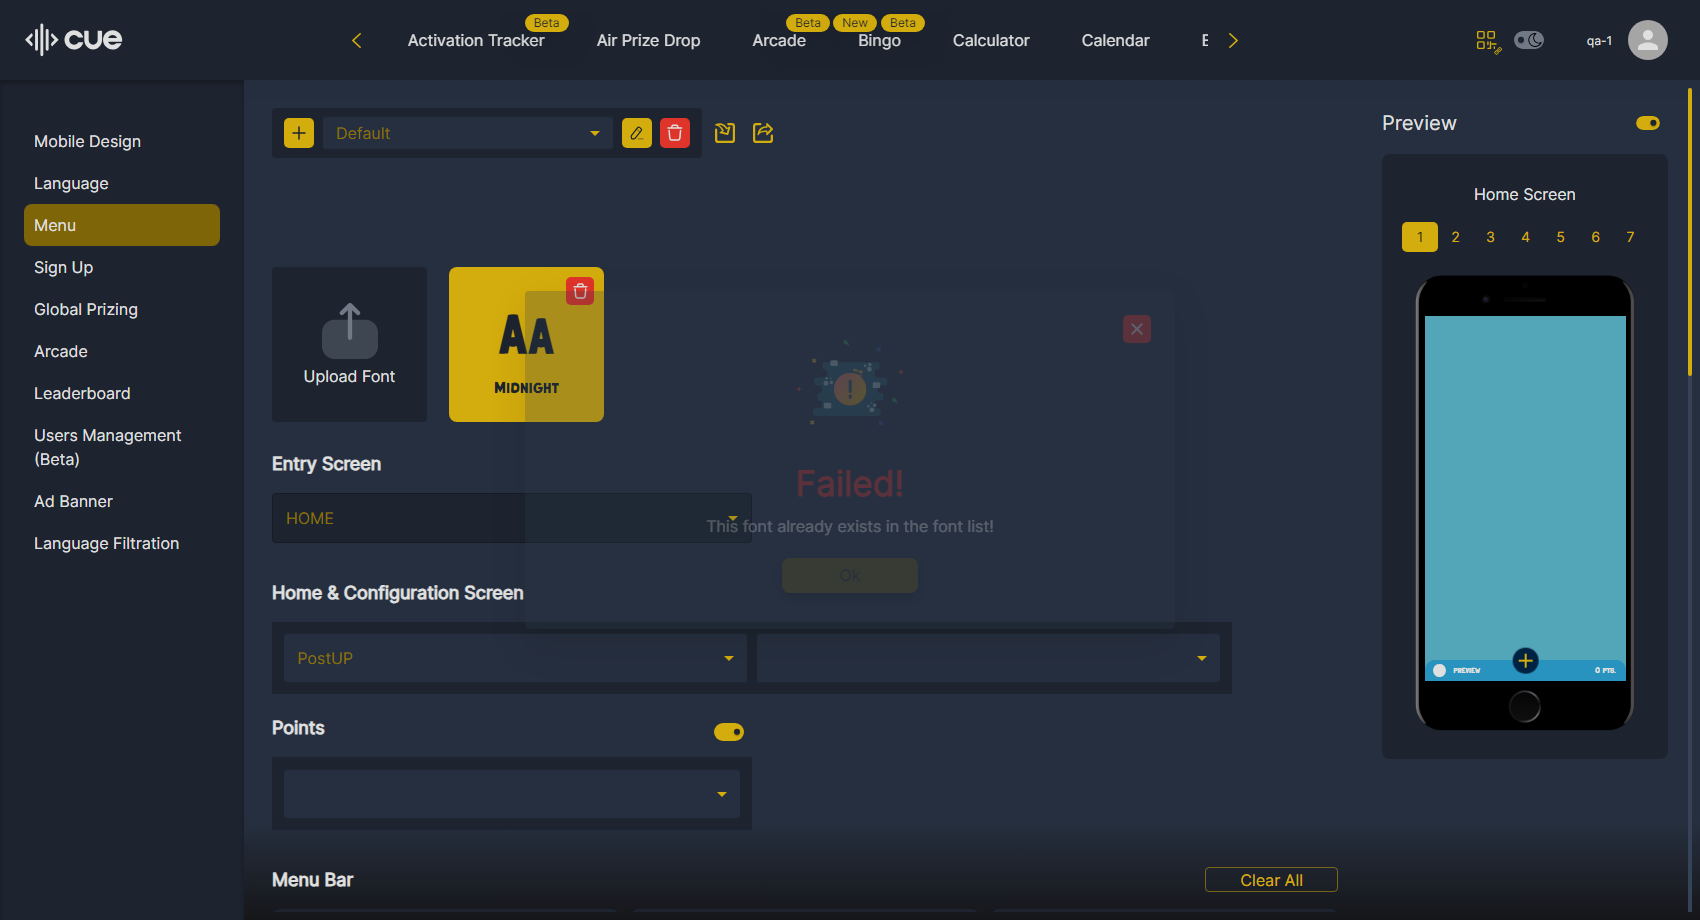 cue
Beta
Beta
New
Beta
Activation Tracker
Air Prize Drop
Arcade
Bingo
Calculator
Calendar
qa-1
Mobile Design
Language
Menu
Sign Up
Global Prizing
Arcade
Leaderboard
Users Management
(Beta)
Ad Banner
Language Filtration
Default
Upload Font
AA
MIDNIGHT
Failed!
This font already exists in the font list!
Ok
Entry Screen
HOME
Home & Configuration Screen
PostUP
Points
Menu Bar
Clear All
Preview
Home Screen
1 2 3 4 5 6 7
PREVIEW
0 PTS.